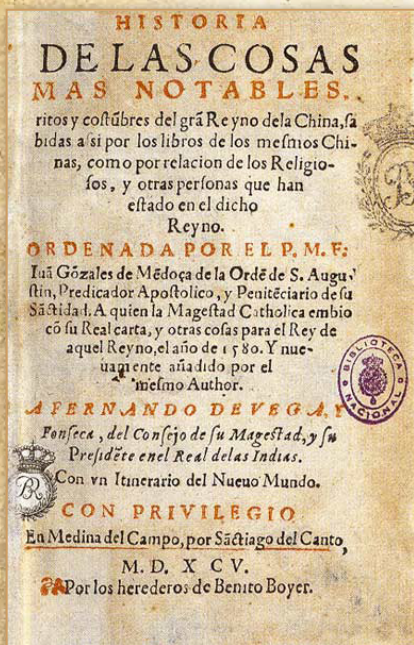 HISTORIA
DE LAS COSAS
MAS NOTABLES.
ritos y costũbres del grã Reyno dela China, sa
bidas assi por los libros de los mesmos Chi-
nas, como por relacion de los Religio-
sos, y otras personas que han
estado en el dicho
Reyno.
ORDENADA POR EL P. M. F:
Iuã Gõzales de Mẽdoça de la Ordẽ de S. Augu-
stin, Predicador Apostolico, y Penitẽciario de su
Sãctidad. A quien la Magestad Catholica embio
cõ su Real carta, y otras cosas para el Rey de
aquel Reyno, el año de 1580. Y nue-
uamente añadido por el
mesmo Author.
A FERNANDO DE VEGA, Y
Fonseca, del Consejo de su Magestad, y su
Presidẽte enel Real delas Indias.
Con vn Itinerario del Nueuo Mundo.
CON PRIVILEGIO
En Medina del Campo, por Sãctiago del Canto,
M. D. X C V.
Por los herederos de Benito Boyer.
BIBLIOTECA NACIONAL
BR